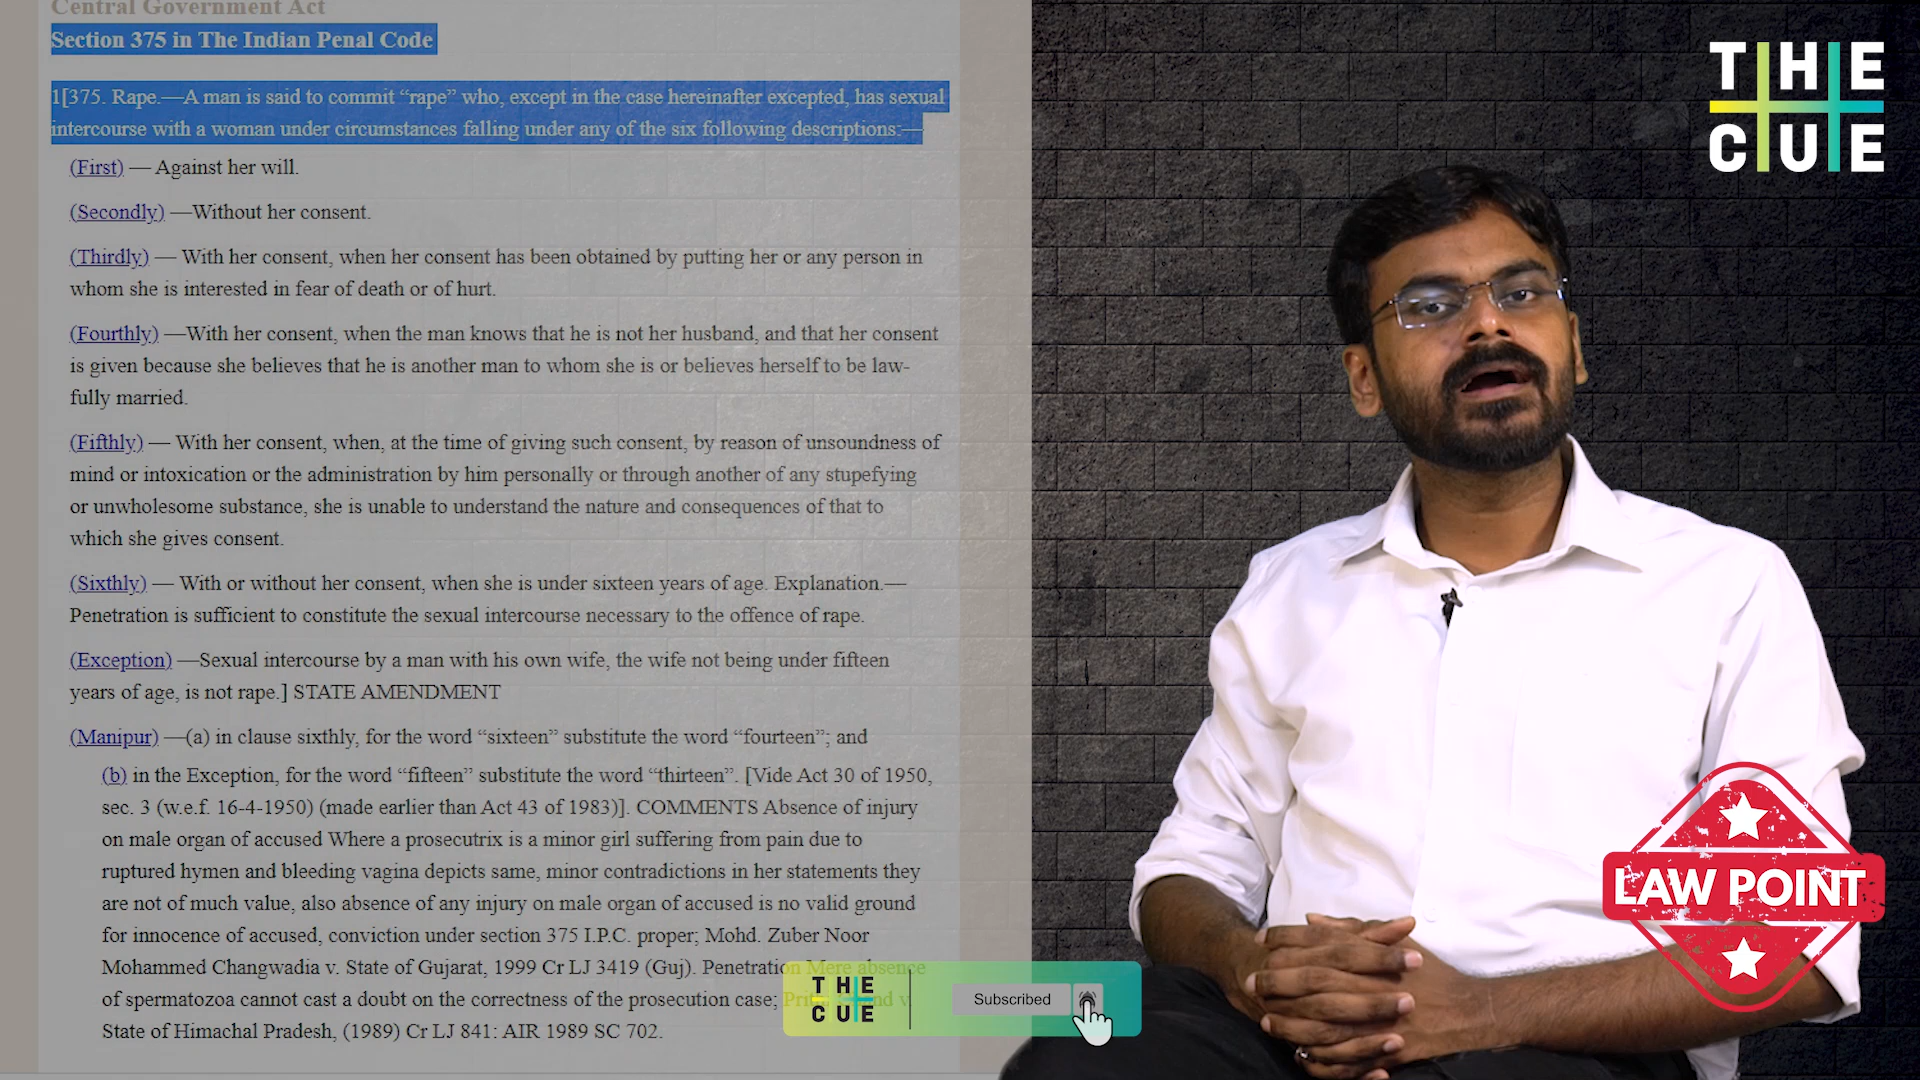 Central Government Act
Section 375 in The Indian Penal Code
1[375. Rape.—A man is said to commit “rape” who, except in the case hereinafter excepted, has sexual
intercourse with a woman under circumstances falling under any of the six following descriptions:—
(First) — Against her will.
(Secondly) —Without her consent.
(Thirdly) — With her consent, when her consent has been obtained by putting her or any person in
whom she is interested in fear of death or of hurt.
(Fourthly) —With her consent, when the man knows that he is not her husband, and that her consent
is given because she believes that he is another man to whom she is or believes herself to be law-
fully married.
(Fifthly) — With her consent, when, at the time of giving such consent, by reason of unsoundness of
mind or intoxication or the administration by him personally or through another of any stupefying
or unwholesome substance, she is unable to understand the nature and consequences of that to
which she gives consent.
(Sixthly) — With or without her consent, when she is under sixteen years of age. Explanation.—
Penetration is sufficient to constitute the sexual intercourse necessary to the offence of rape.
(Exception) —Sexual intercourse by a man with his own wife, the wife not being under fifteen
years of age, is not rape.] STATE AMENDMENT
(Manipur) —(a) in clause sixthly, for the word “sixteen” substitute the word “fourteen”; and
(b) in the Exception, for the word “fifteen” substitute the word “thirteen”. [Vide Act 30 of 1950,
sec. 3 (w.e.f. 16-4-1950) (made earlier than Act 43 of 1983)]. COMMENTS Absence of injury
on male organ of accused Where a prosecutrix is a minor girl suffering from pain due to
ruptured hymen and bleeding vagina depicts same, minor contradictions in her statements they
are not of much value, also absence of any injury on male organ of accused is no valid ground
for innocence of accused, conviction under section 375 I.P.C. proper; Mohd. Zuber Noor
Mohammed Changwadia v. State of Gujarat, 1999 Cr LJ 3419 (Guj). Penetration Mere absence
of spermatozoa cannot cast a doubt on the correctness of the prosecution case; v.
State of Himachal Pradesh, (1989) Cr LJ 841: AIR 1989 SC 702.
THE
CUE
Subscribed
THE
CUE
LAW POINT